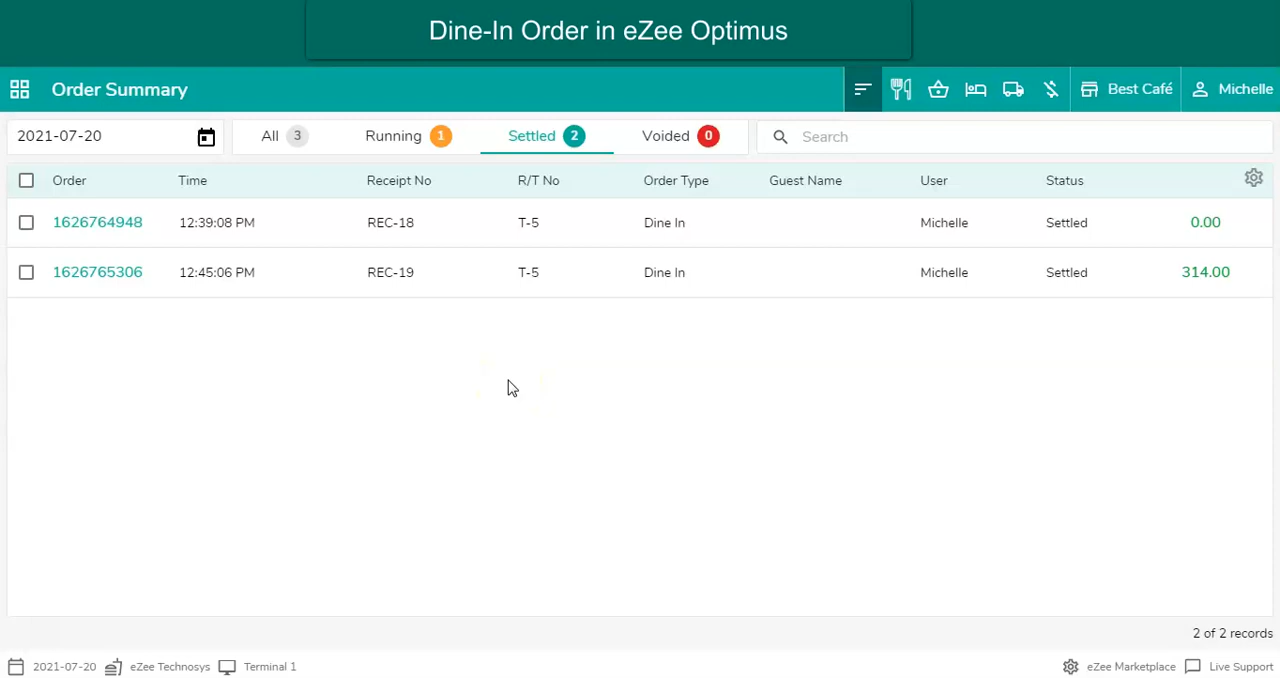 Dine-In Order in eZee Optimus
Order Summary
Best Café
Michelle
2021-07-20
All 3
Running 1
Settled 2
Voided 0
Search
Order Time Receipt No R/T No Order Type Guest Name User Status
1626764948 12:39:08 PM REC-18 T-5 Dine In Michelle Settled 0.00
1626765306 12:45:06 PM REC-19 T-5 Dine In Michelle Settled 314.00
2 of 2 records
2021-07-20 eZee Technosys Terminal 1 eZee Marketplace Live Support